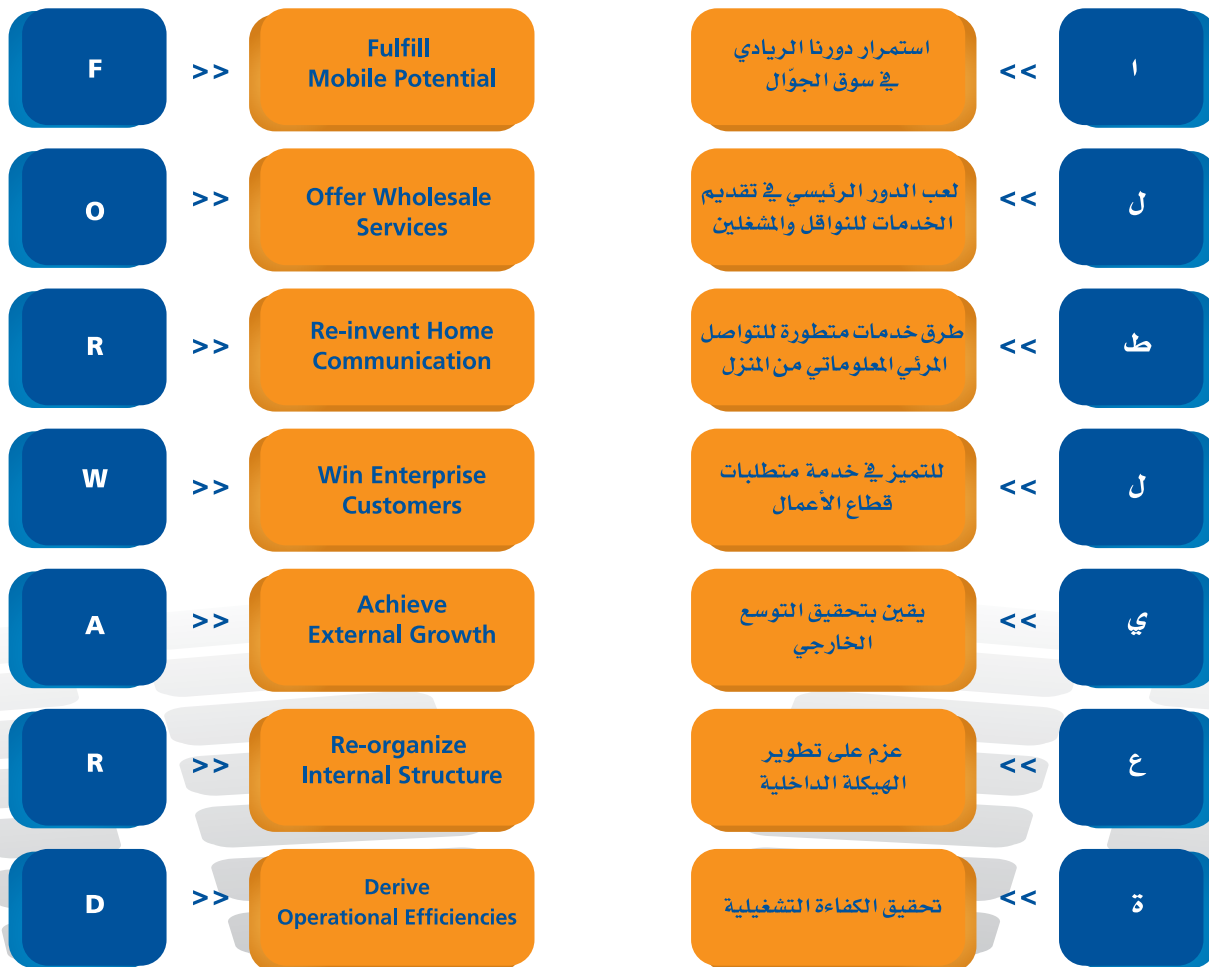 F
>>
Fulfill
Mobile Potential
استمرار دورنا الريادي
في سوق الجوّال
<<
ا
O
>>
Offer Wholesale
Services
لعب الدور الرئيسي في تقديم
الخدمات للنواقل والمشغلين
<<
ل
R
>>
Re-invent Home
Communication
طرق خدمات متطورة للتواصل
المرئي المعلوماتي من المنزل
<<
ط
W
>>
Win Enterprise
Customers
للتميز في خدمة متطلبات
قطاع الأعمال
<<
ل
A
>>
Achieve
External Growth
يقين بتحقيق التوسع
الخارجي
<<
ي
R
>>
Re-organize
Internal Structure
عزم على تطوير
الهيكلة الداخلية
<<
ع
D
>>
Derive
Operational Efficiencies
تحقيق الكفاءة التشغيلية
<<
ة